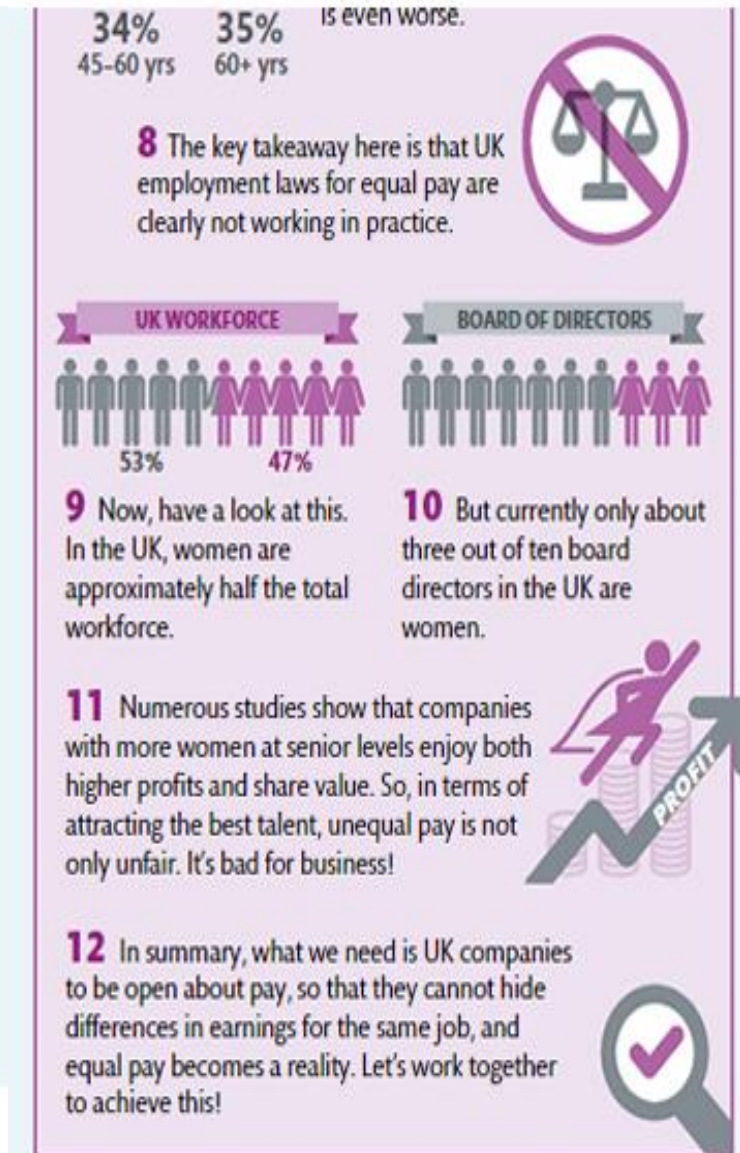 34% 35% is even worse.
45-60 yrs 60+ yrs
8 The key takeaway here is that UK
employment laws for equal pay are
clearly not working in practice.
UK WORKFORCE
53% 47%
9 Now, have a look at this.
In the UK, women are
approximately half the total
workforce.
BOARD OF DIRECTORS
10 But currently only about
three out of ten board
directors in the UK are
women.
11 Numerous studies show that companies
with more women at senior levels enjoy both
higher profits and share value. So, in terms of
attracting the best talent, unequal pay is not
only unfair. It's bad for business!
PROFIT
12 In summary, what we need is UK companies
to be open about pay, so that they cannot hide
differences in earnings for the same job, and
equal pay becomes a reality. Let's work together
to achieve this!